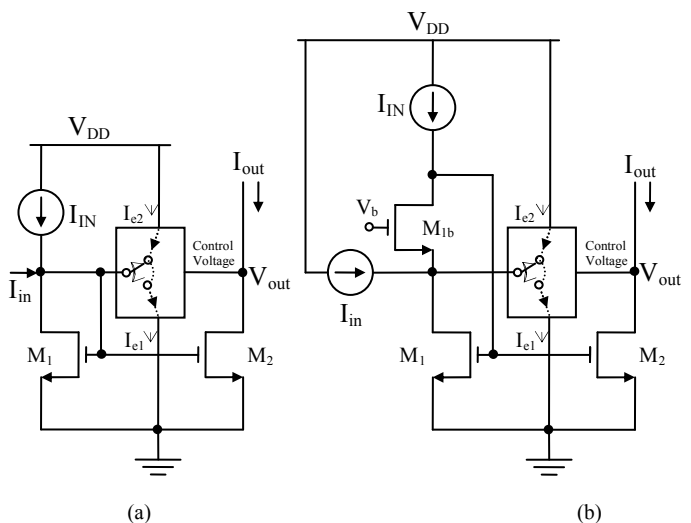 V_DD
I_IN
I_in
I_e2
I_e1
Control
Voltage
I_out
V_out
M_1
M_2
(a)
V_DD
I_IN
V_b
M_1b
I_in
I_e2
I_e1
Control
Voltage
I_out
V_out
M_1
M_2
(b)